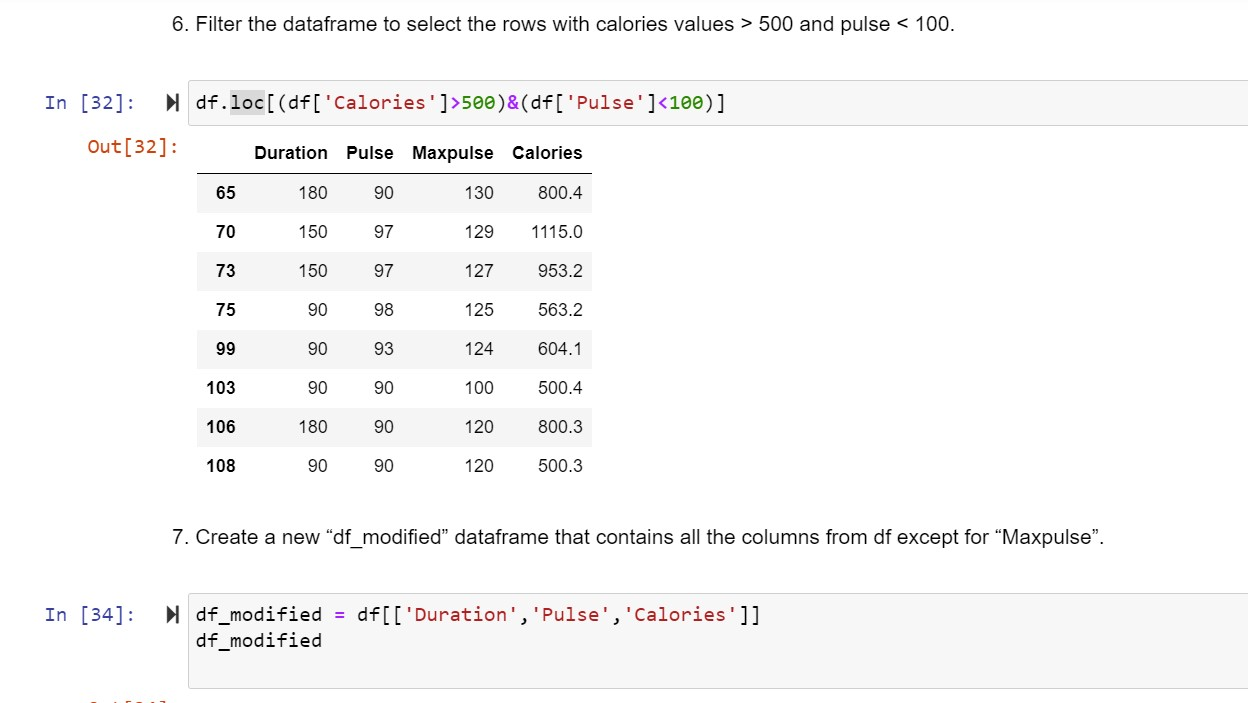 6. Filter the dataframe to select the rows with calories values > 500 and pulse < 100.
In [32]: df.loc[(df['Calories']>500)&(df['Pulse']<100)]
Out[32]:
Duration Pulse Maxpulse Calories
65 180 90 130 800.4
70 150 97 129 1115.0
73 150 97 127 953.2
75 90 98 125 563.2
99 90 93 124 604.1
103 90 90 100 500.4
106 180 90 120 800.3
108 90 90 120 500.3
7. Create a new “df_modified” dataframe that contains all the columns from df except for “Maxpulse”.
In [34]: df_modified = df[['Duration','Pulse','Calories']]
df_modified